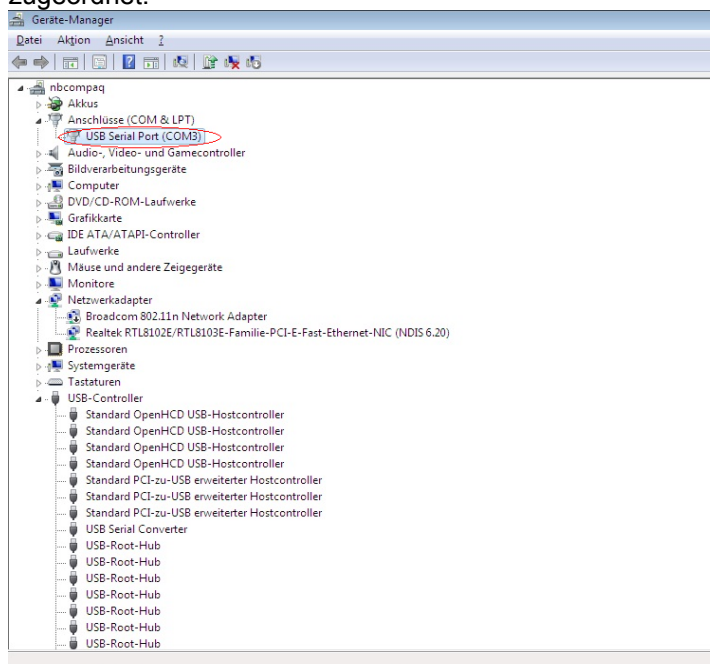 zugeordnet.
Geräte-Manager
Datei Aktion Ansicht ?
nbcompaq
Akkus
Anschlüsse (COM & LPT)
USB Serial Port (COM3)
Audio-, Video- und Gamecontroller
Bildverarbeitungsgeräte
Computer
DVD/CD-ROM-Laufwerke
Grafikkarte
IDE ATA/ATAPI-Controller
Laufwerke
Mäuse und andere Zeigegeräte
Monitore
Netzwerkadapter
Broadcom 802.11n Network Adapter
Realtek RTL8102E/RTL8103E-Familie-PCI-E-Fast-Ethernet-NIC (NDIS 6.20)
Prozessoren
Systemgeräte
Tastaturen
USB-Controller
Standard OpenHCD USB-Hostcontroller
Standard OpenHCD USB-Hostcontroller
Standard OpenHCD USB-Hostcontroller
Standard OpenHCD USB-Hostcontroller
Standard PCI-zu-USB erweiterter Hostcontroller
Standard PCI-zu-USB erweiterter Hostcontroller
Standard PCI-zu-USB erweiterter Hostcontroller
USB Serial Converter
USB-Root-Hub
USB-Root-Hub
USB-Root-Hub
USB-Root-Hub
USB-Root-Hub
USB-Root-Hub
USB-Root-Hub